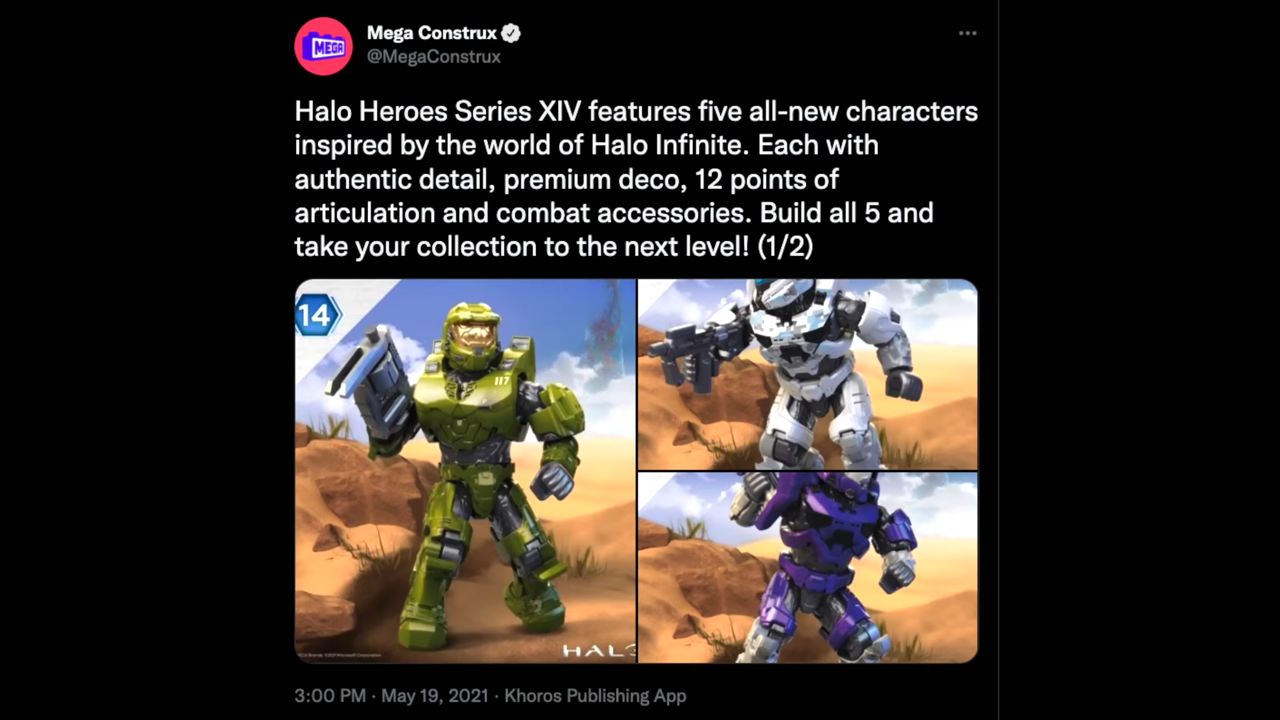 MEGA
Mega Construx
@MegaConstrux
Halo Heroes Series XIV features five all-new characters
inspired by the world of Halo Infinite. Each with
authentic detail, premium deco, 12 points of
articulation and combat accessories. Build all 5 and
take your collection to the next level! (1/2)
14
117
HALO
3:00 PM · May 19, 2021 · Khoros Publishing App